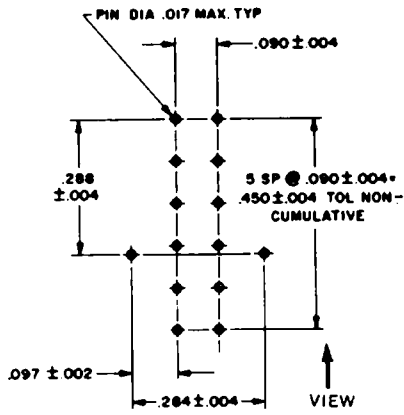 PIN DIA .017 MAX. TYP
.090 ±.004
.288
±.004
5 SP @ .090 ±.004=
.450 ±.004 TOL NON-
CUMULATIVE
.097 ±.002
.284 ±.004
VIEW